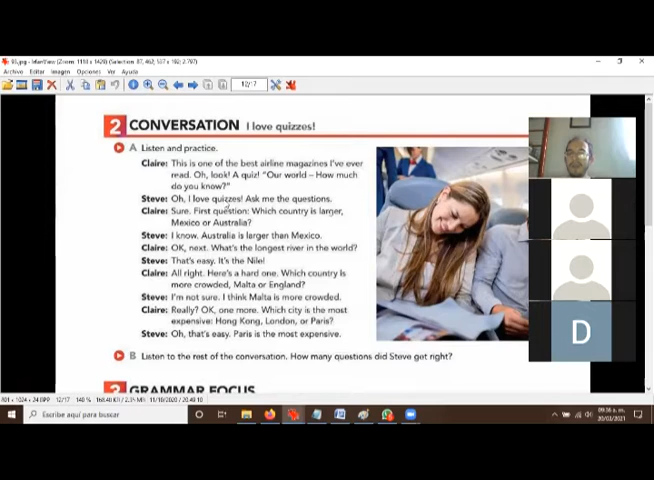 Archivo Editar Imagen Opciones Ver Ayuda
12/17
2 CONVERSATION I love quizzes!
A Listen and practice.
Claire: This is one of the best airline magazines I've ever
read. Oh, look! A quiz! "Our world – How much
do you know?"
Steve: Oh, I love quizzes! Ask me the questions.
Claire: Sure. First question: Which country is larger,
Mexico or Australia?
Steve: I know. Australia is larger than Mexico.
Claire: OK, next. What's the longest river in the world?
Steve: That's easy. It's the Nile!
Claire: All right. Here's a hard one. Which country is
more crowded, Malta or England?
Steve: I'm not sure. I think Malta is more crowded.
Claire: Really? OK, one more. Which city is the most
expensive: Hong Kong, London, or Paris?
Steve: Oh, that's easy. Paris is the most expensive.
D
B Listen to the rest of the conversation. How many questions did Steve get right?
3 GRAMMAR FOCUS
12/17 140 %
Escribe aquí para buscar